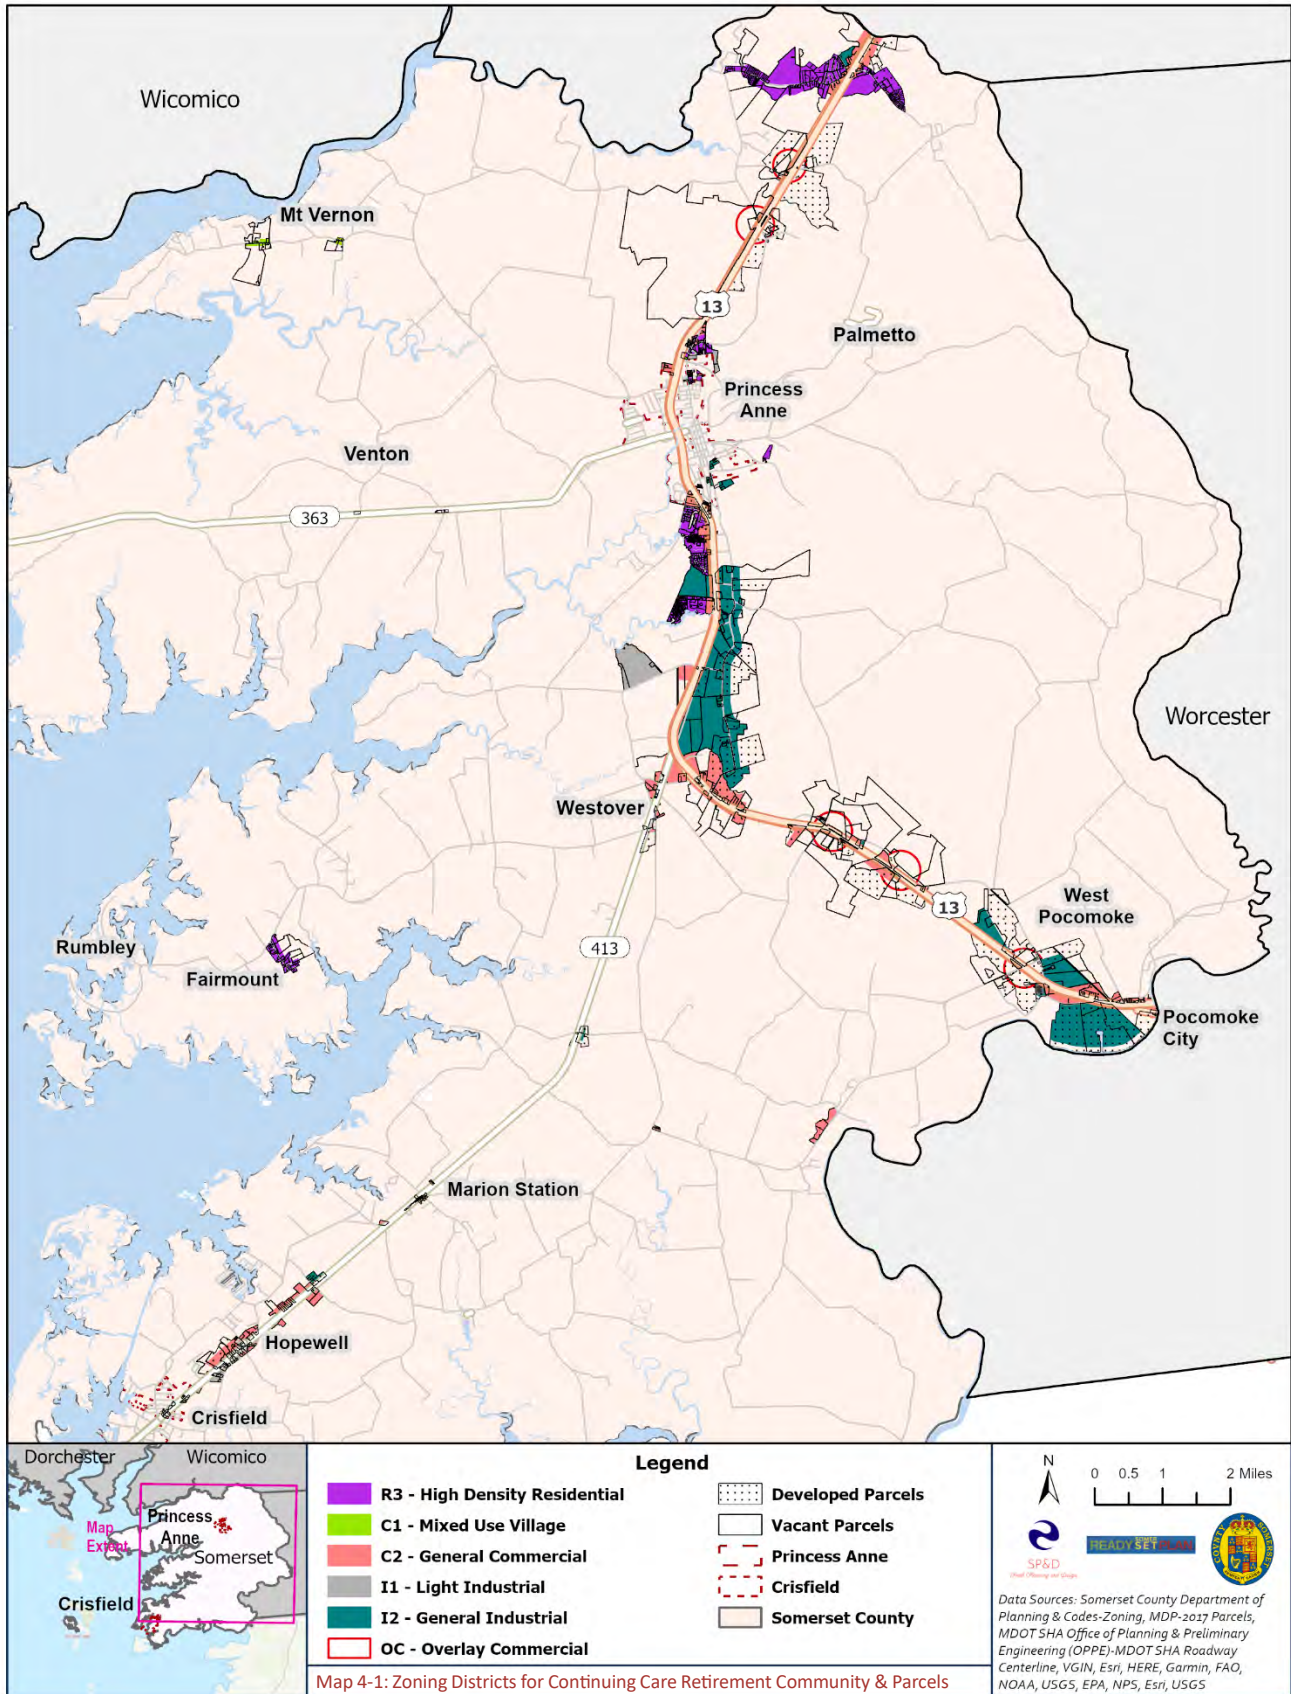 Wicomico
Mt Vernon
13
Palmetto
Princess
Anne
Venton
363
Worcester
Westover
13
West
Pocomoke
Rumbley
413
Fairmount
Pocomoke
City
Marion Station
Hopewell
Crisfield
Dorchester
Wicomico
Princess
Anne
Map
Extent
Somerset
Crisfield
Legend
R3 - High Density Residential
C1 - Mixed Use Village
C2 - General Commercial
I1 - Light Industrial
I2 - General Industrial
OC - Overlay Commercial
Developed Parcels
Vacant Parcels
Princess Anne
Crisfield
Somerset County
Map 4-1: Zoning Districts for Continuing Care Retirement Community & Parcels
N
0 0.5 1 2 Miles
SP&D
READY SET
SOMERSET COUNTY
Data Sources: Somerset County Department of
Planning & Codes-Zoning, MDP-2017 Parcels,
MDOT SHA Office of Planning & Preliminary
Engineering (OPPE)-MDOT SHA Roadway
Centerline, VGIN, Esri, HERE, Garmin, FAO,
NOAA, USGS, EPA, NPS, Esri, USGS